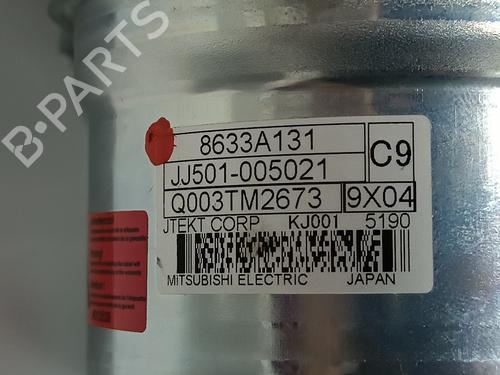 B-PARTS
8633A131
JJ501-005021
C9
Q003TM2673
9X04
JTEKT CORP KJ001 5190
MITSUBISHI ELECTRIC JAPAN